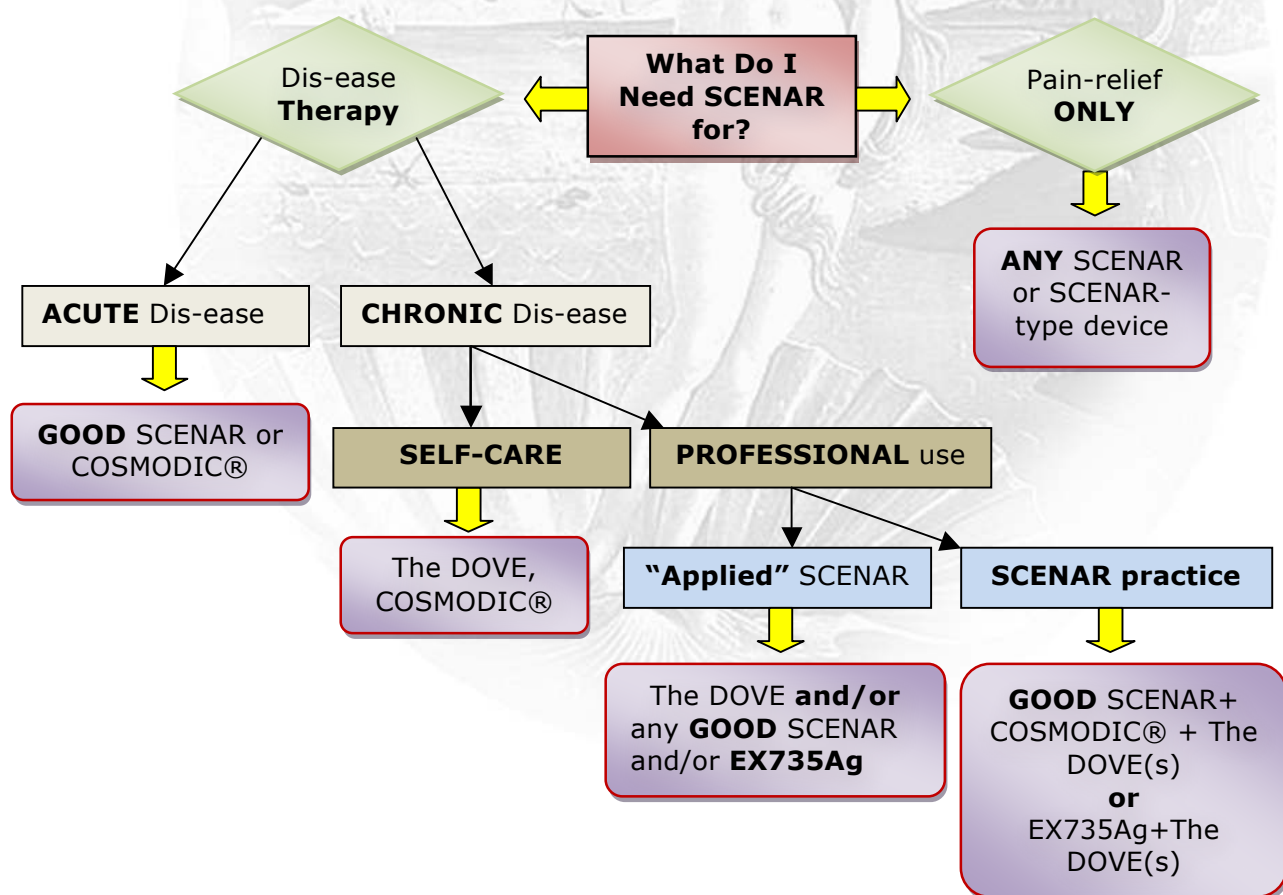 Dis-ease
Therapy
What Do I
Need SCENAR
for?
Pain-relief
ONLY
ANY SCENAR
or SCENAR-
type device
ACUTE Dis-ease
CHRONIC Dis-ease
GOOD SCENAR or
COSMODIC®
SELF-CARE
PROFESSIONAL use
The DOVE,
COSMODIC®
“Applied” SCENAR
SCENAR practice
The DOVE and/or
any GOOD SCENAR
and/or EX735Ag
GOOD SCENAR+
COSMODIC® + The
DOVE(s)
or
EX735Ag+The
DOVE(s)